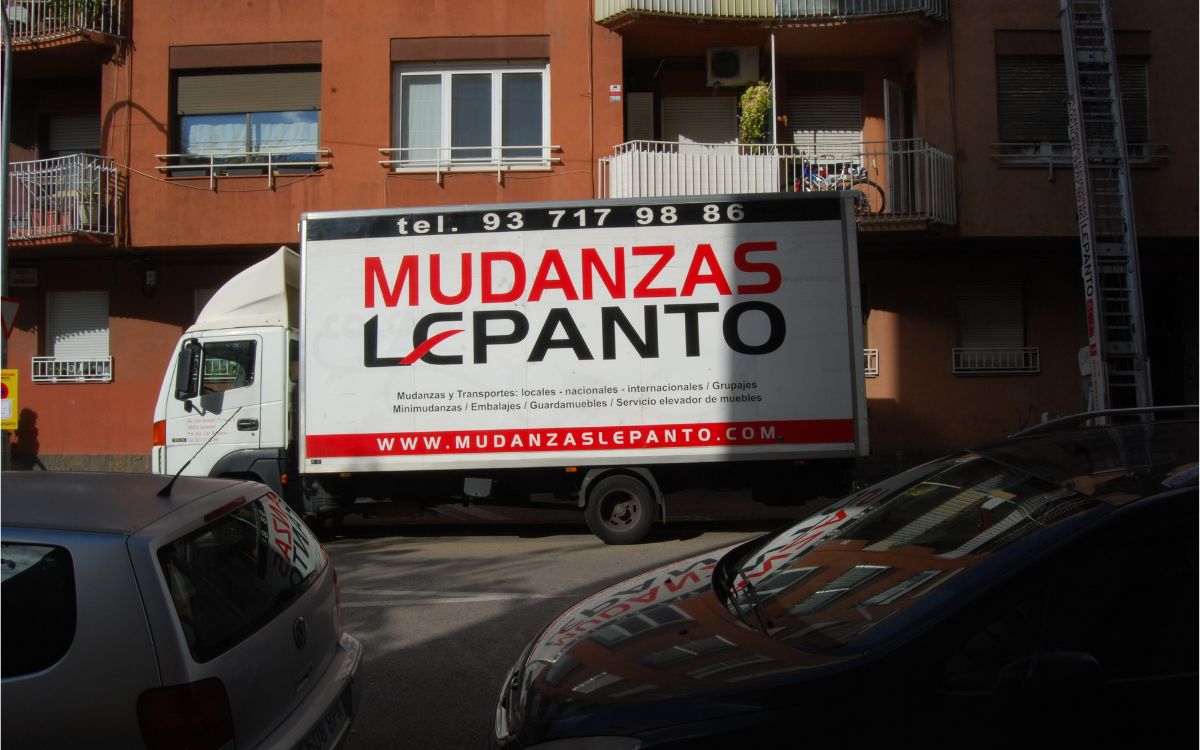 tel. 93 717 98 86
MUDANZAS
LEPANTO
Mudanzas y Transportes: locales - nacionales - internacionales / Grupajes
Minimudanzas / Embalajes / Guardamuebles / Servicio elevador de muebles
WWW.MUDANZASLEPANTO.COM
LEPANTO